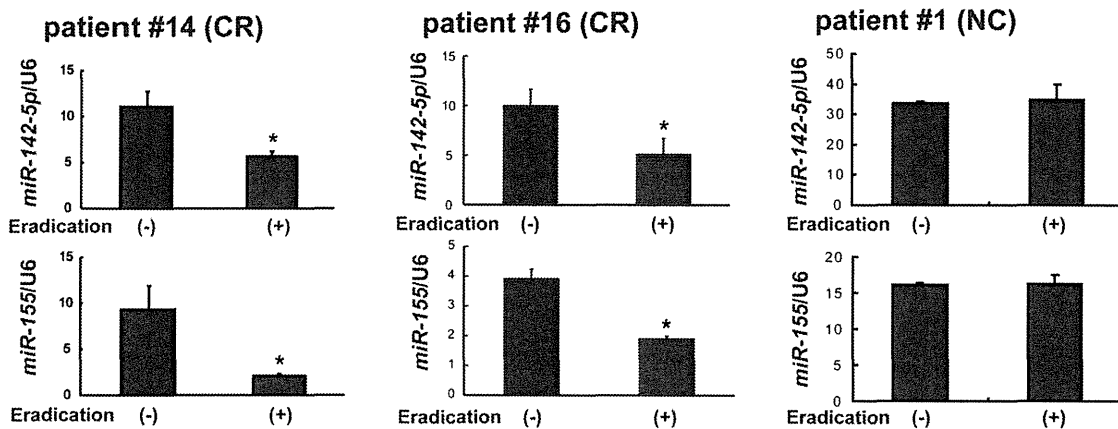 patient #14 (CR)
miR-142-5p/U6
15
10
5
0
*
Eradication (-) (+)
miR-155/U6
15
10
5
0
*
Eradication (-) (+)
patient #16 (CR)
miR-142-5p/U6
15
10
5
0
*
Eradication (-) (+)
miR-155/U6
5
4
3
2
1
0
*
Eradication (-) (+)
patient #1 (NC)
miR-142-5p/U6
50
40
30
20
10
0
Eradication (-) (+)
miR-155/U6
20
15
10
5
0
Eradication (-) (+)